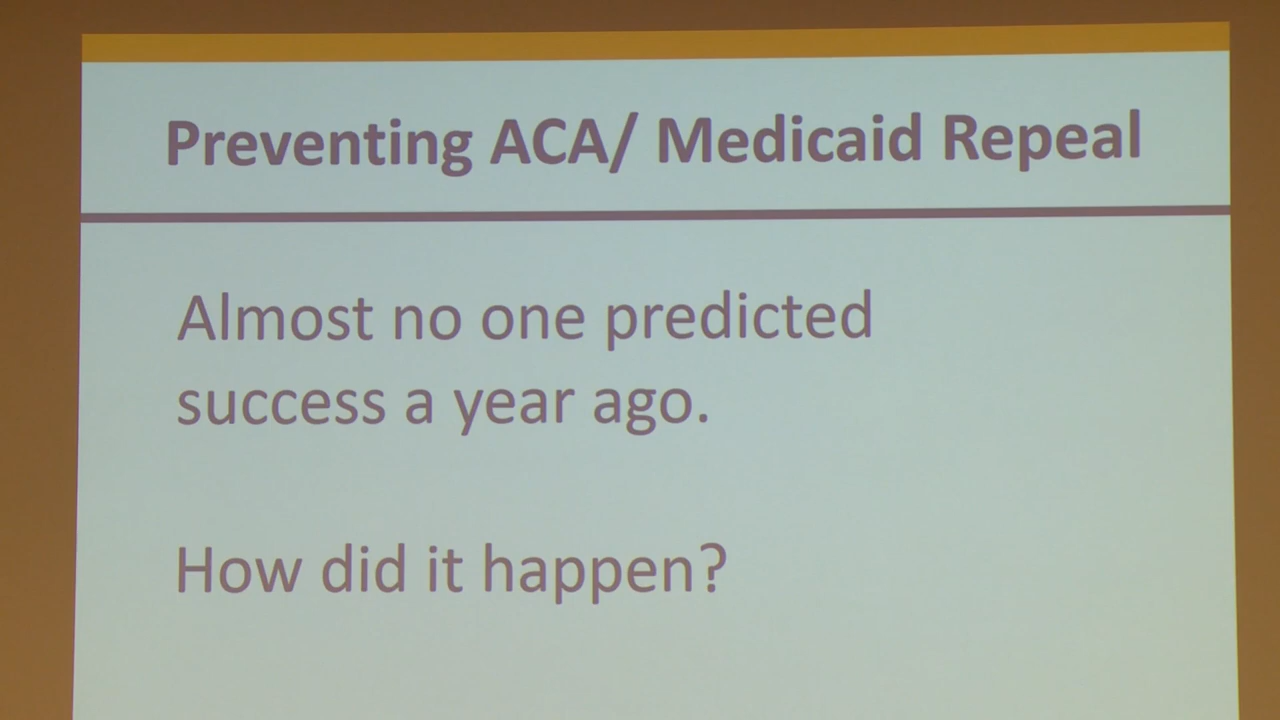 Preventing ACA/ Medicaid Repeal
Almost no one predicted
success a year ago.
How did it happen?